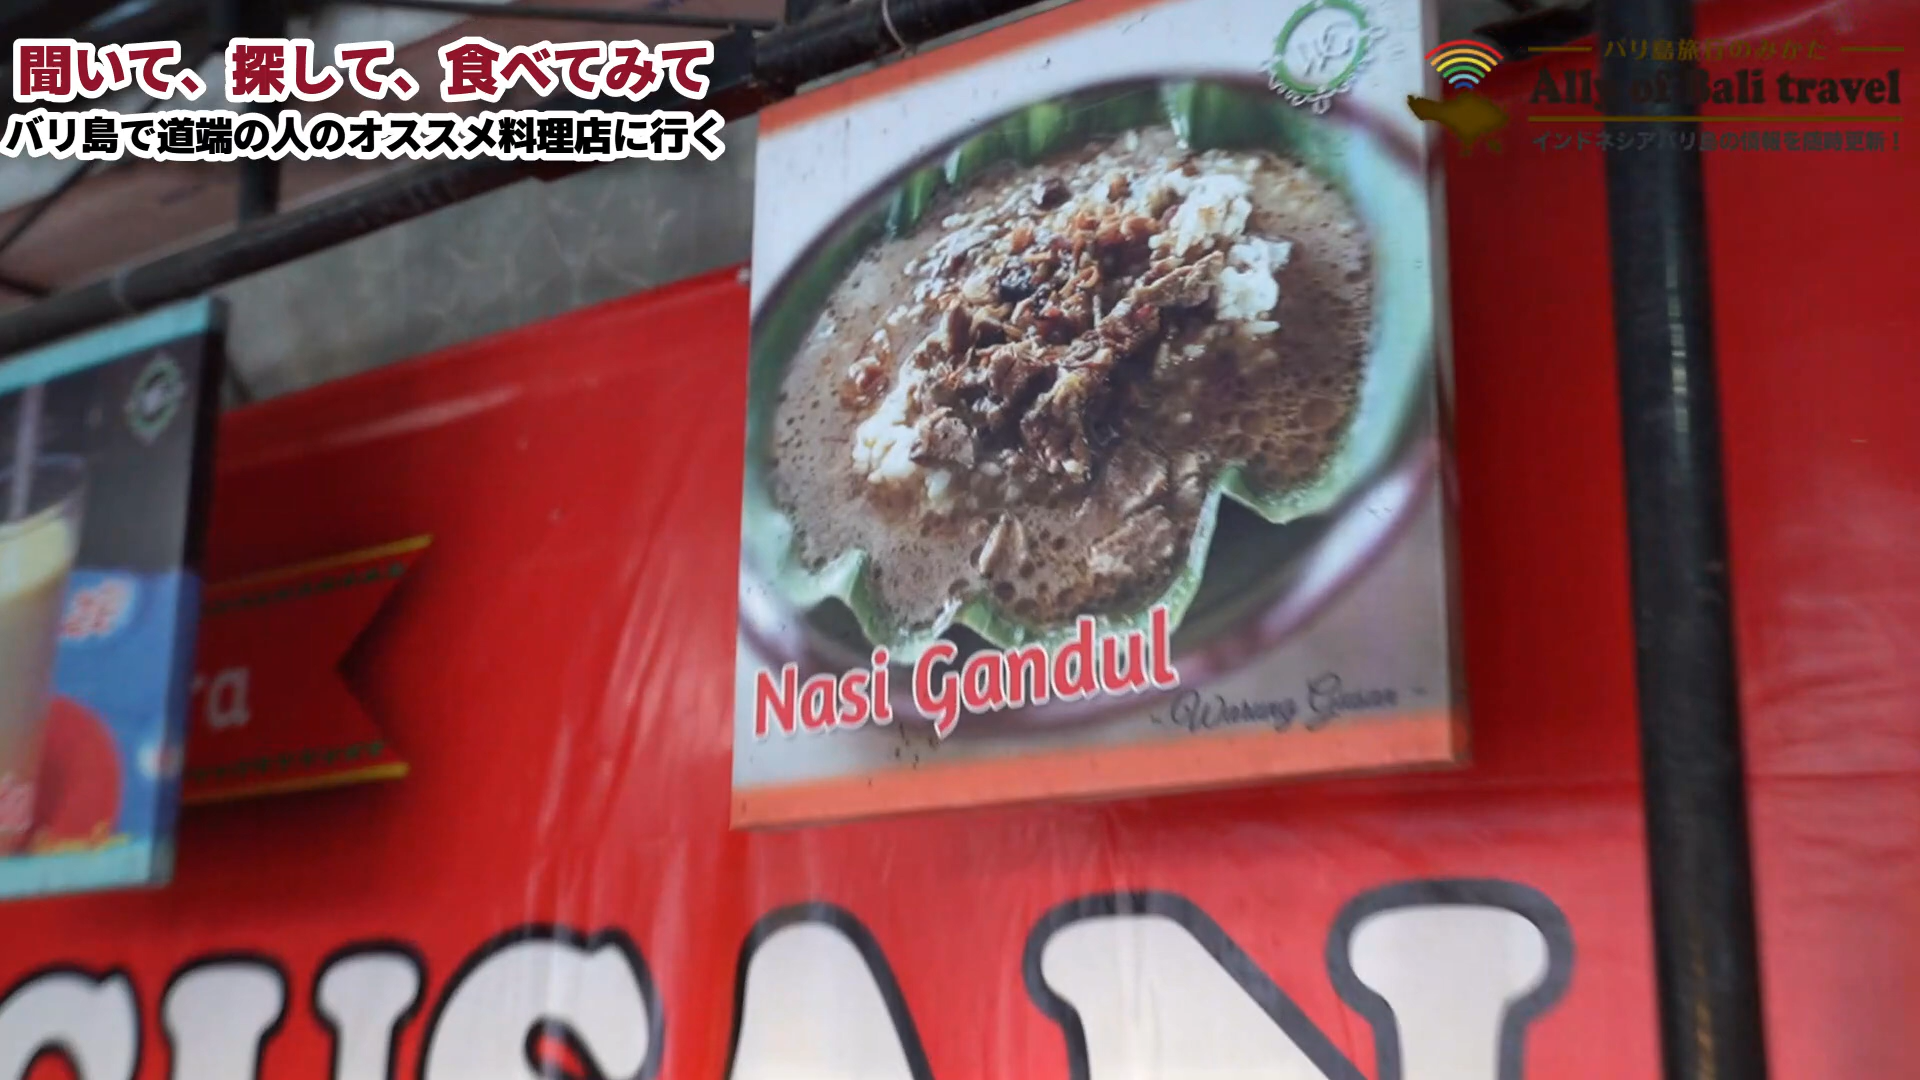 聞いて、探して、食べてみて
バリ島で道端の人のオススメ料理店に行く
バリ島旅行のみかた
Ally of Bali travel
インドネシアバリ島の情報を随時更新！
Nasi Gandul
~ Warung Gusan ~
ra
GUSAN